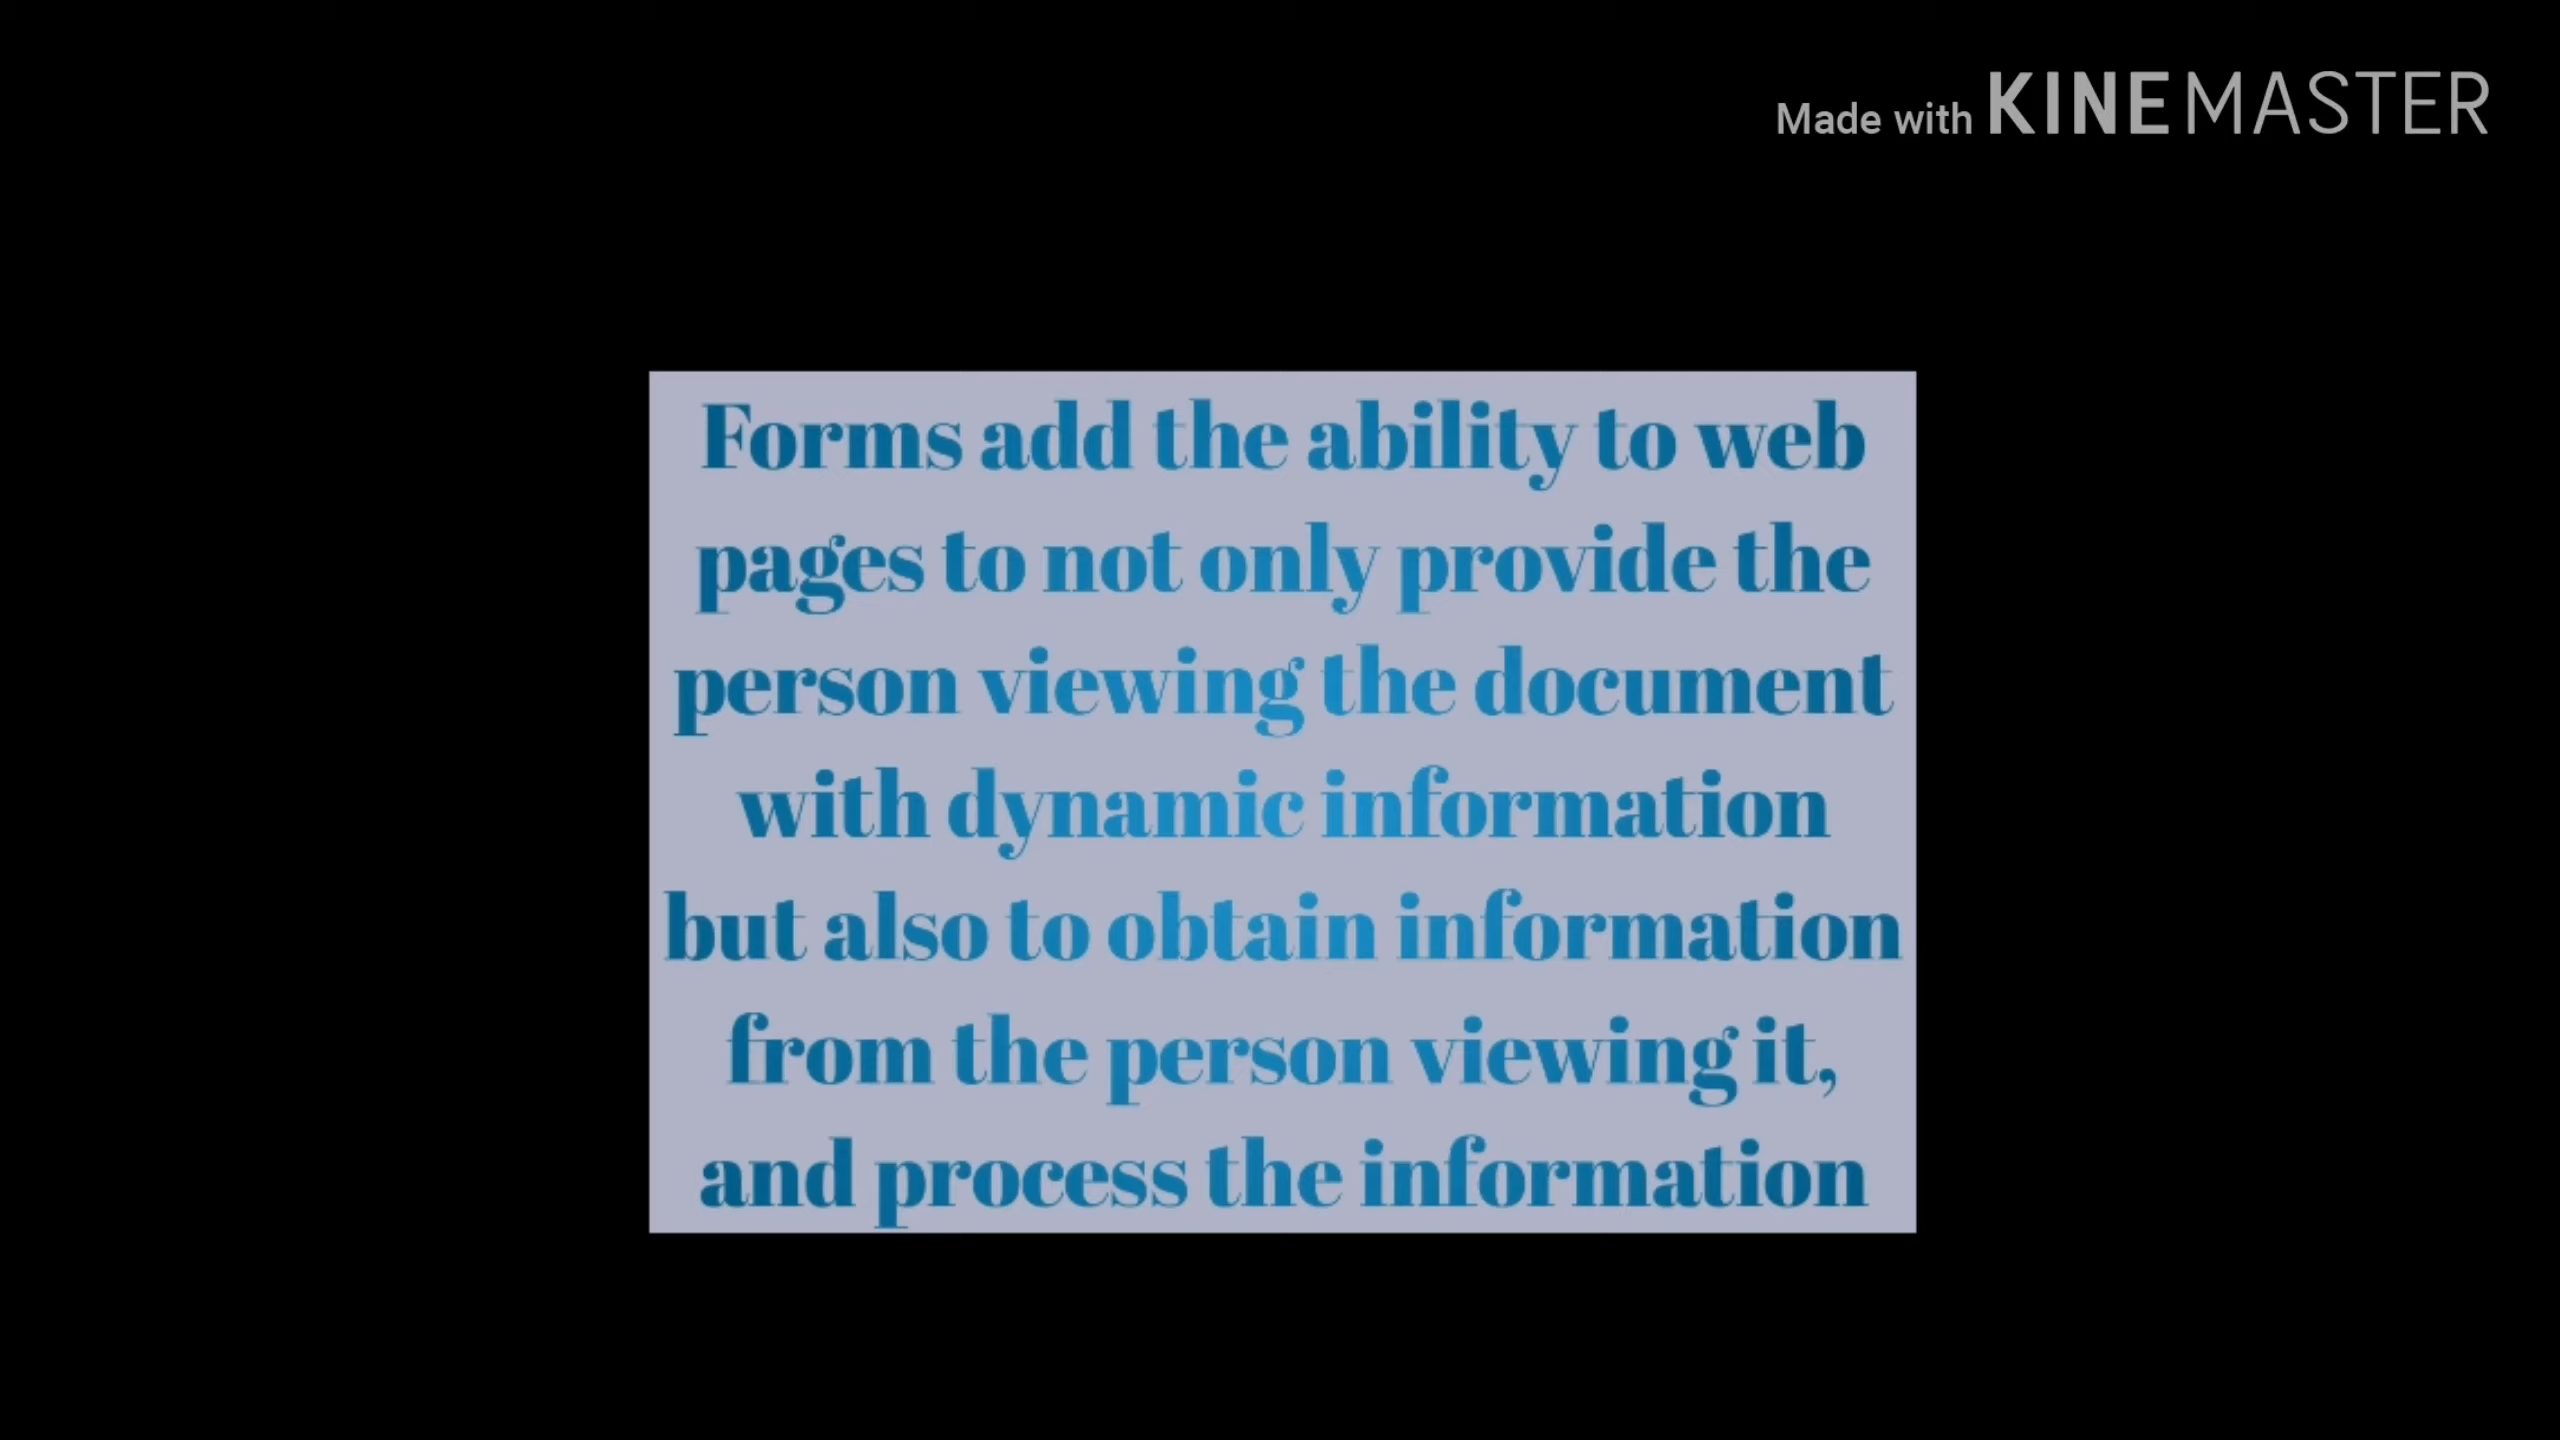 Made with KINEMASTER
Forms add the ability to web
pages to not only provide the
person viewing the document
with dynamic information
but also to obtain information
from the person viewing it,
and process the information